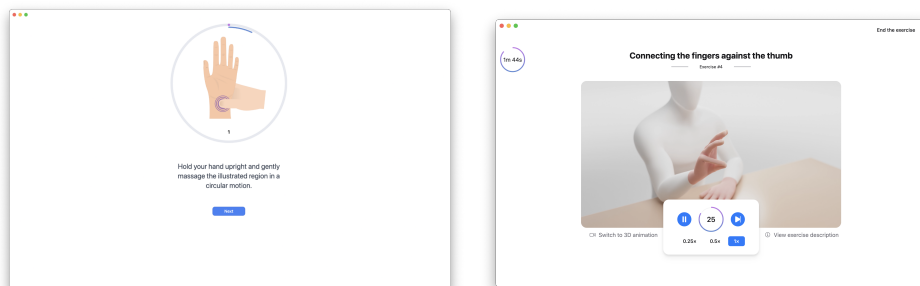 1
Hold your hand upright and gently
massage the illustrated region in a
circular motion.
Next
End the exercise
1m 44s
Connecting the fingers against the thumb
Exercise #4
25
Switch to 3D animation
0.25x 0.5x 1x
View exercise description